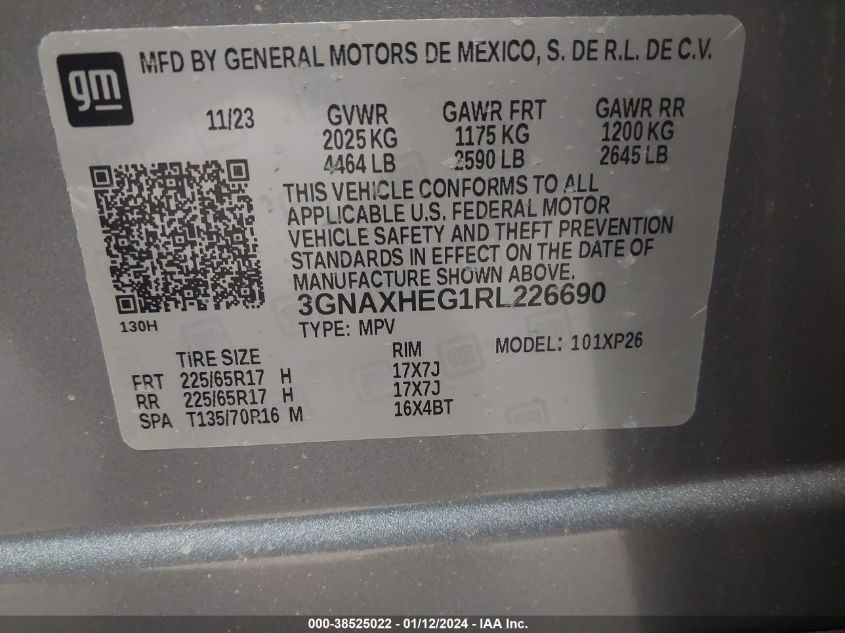 gm
MFD BY GENERAL MOTORS DE MEXICO, S. DE R.L. DE C.V.
11/23 GVWR GAWR FRT GAWR RR
2025 KG 1175 KG 1200 KG
4464 LB 2590 LB 2645 LB
THIS VEHICLE CONFORMS TO ALL
APPLICABLE U.S. FEDERAL MOTOR
VEHICLE SAFETY AND THEFT PREVENTION
STANDARDS IN EFFECT ON THE DATE OF
MANUFACTURE SHOWN ABOVE.
3GNAXHEG1RL226690
130H
TYPE: MPV MODEL: 101XP26
TIRE SIZE RIM
FRT 225/65R17 H 17X7J
RR 225/65R17 H 17X7J
SPA T135/70R16 M 16X4BT
000-38525022 - 01/12/2024 - IAA Inc.